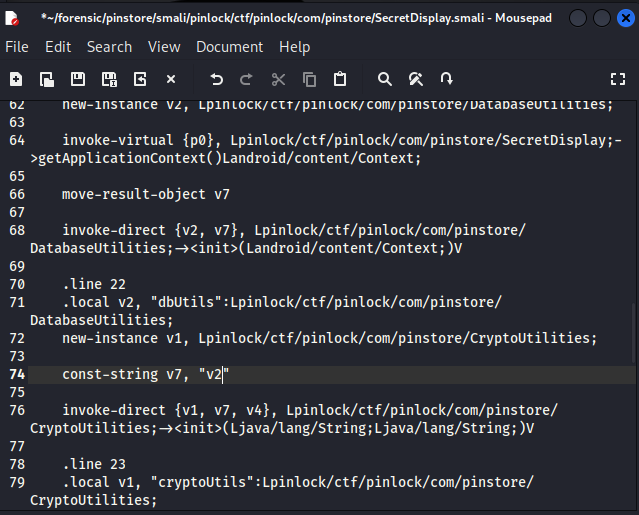 *~/forensic/pinstore/smali/pinlock/ctf/pinlock/com/pinstore/SecretDisplay.smali - Mousepad
File Edit Search View Document Help
62 new-instance v2, Lpinlock/ctf/pinlock/com/pinstore/DatabaseUtilities;
63
64 invoke-virtual {p0}, Lpinlock/ctf/pinlock/com/pinstore/SecretDisplay;-
>getApplicationContext()Landroid/content/Context;
65
66 move-result-object v7
67
68 invoke-direct {v2, v7}, Lpinlock/ctf/pinlock/com/pinstore/
DatabaseUtilities;-><init>(Landroid/content/Context;)V
69
70 .line 22
71 .local v2, "dbUtils":Lpinlock/ctf/pinlock/com/pinstore/
DatabaseUtilities;
72 new-instance v1, Lpinlock/ctf/pinlock/com/pinstore/CryptoUtilities;
73
74 const-string v7, "v2"
75
76 invoke-direct {v1, v7, v4}, Lpinlock/ctf/pinlock/com/pinstore/
CryptoUtilities;-><init>(Ljava/lang/String;Ljava/lang/String;)V
77
78 .line 23
79 .local v1, "cryptoUtils":Lpinlock/ctf/pinlock/com/pinstore/
CryptoUtilities;